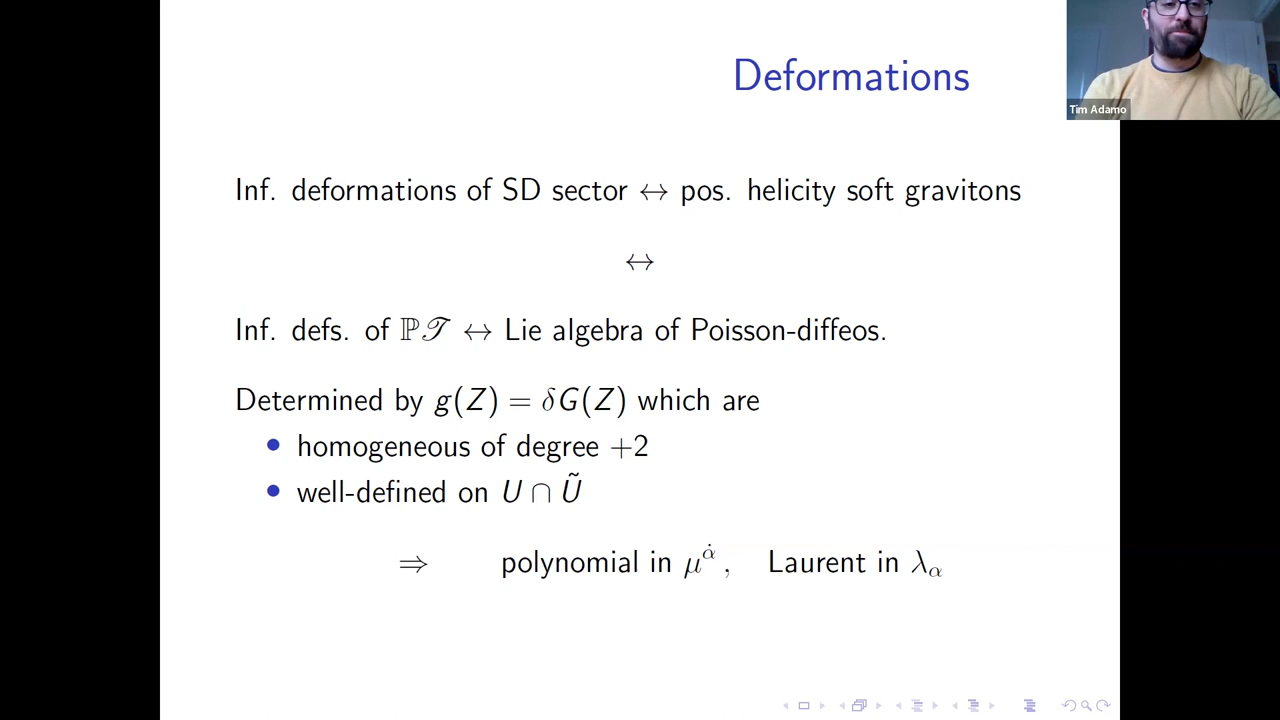 Deformations
Tim Adamo
Inf. deformations of SD sector ↔ pos. helicity soft gravitons
↔
Inf. defs. of ℙ𝒯 ↔ Lie algebra of Poisson-diffeos.
Determined by g(Z) = δG(Z) which are
• homogeneous of degree +2
• well-defined on U ∩ Ũ
⇒ polynomial in μ^α̇ , Laurent in λ_α